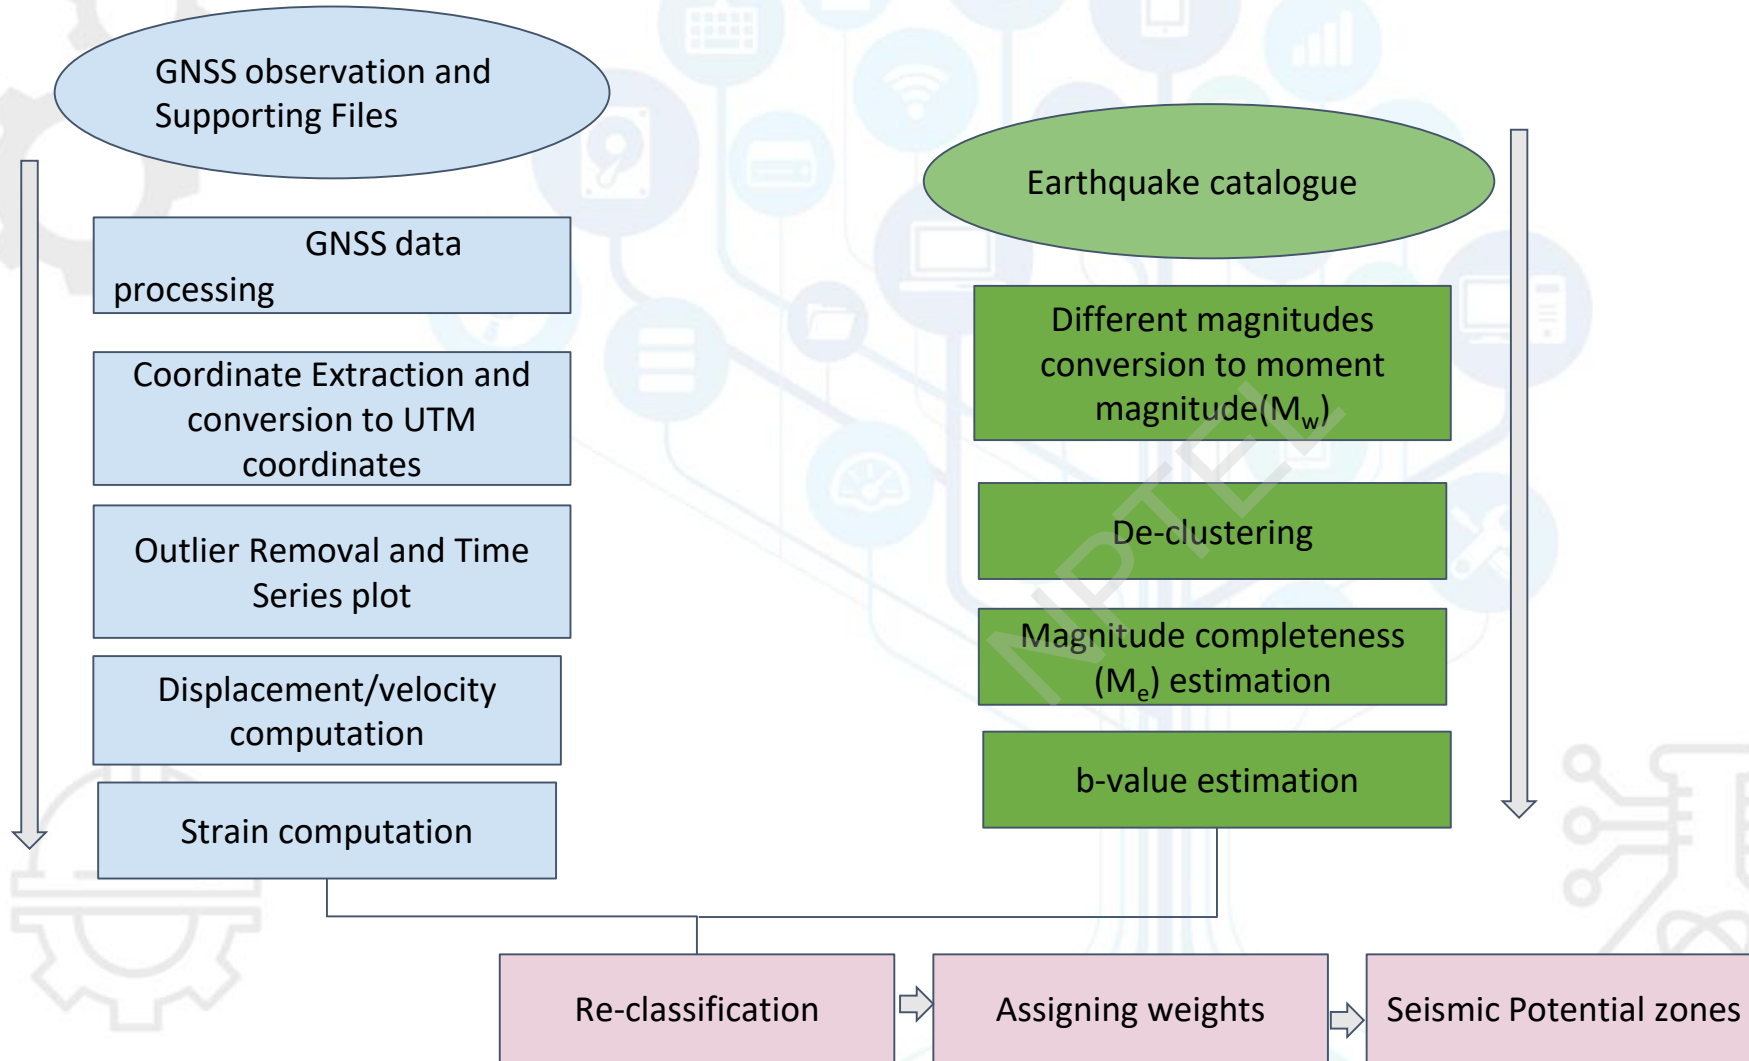 GNSS observation and
Supporting Files
GNSS data
processing
Coordinate Extraction and
conversion to UTM
coordinates
Outlier Removal and Time
Series plot
Displacement/velocity
computation
Strain computation
Earthquake catalogue
Different magnitudes
conversion to moment
magnitude(Mw)
De-clustering
Magnitude completeness
(Me) estimation
b-value estimation
NPTEL
Re-classification
Assigning weights
Seismic Potential zones